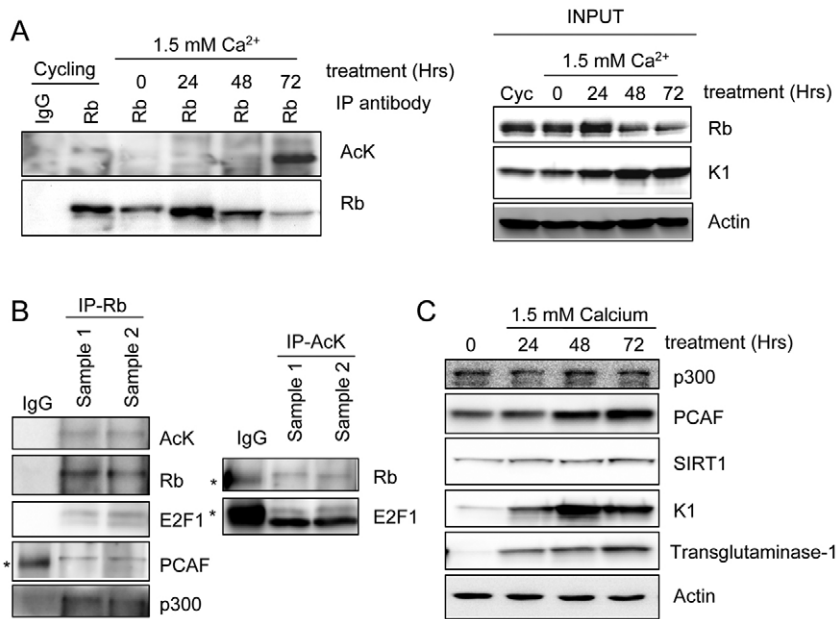 A
1.5 mM Ca²⁺
Cycling 0 24 48 72 treatment (Hrs)
IgG Rb Rb Rb Rb Rb IP antibody
AcK
Rb
INPUT
1.5 mM Ca²⁺
Cyc 0 24 48 72 treatment (Hrs)
Rb
K1
Actin
B
IP-Rb
IgG Sample 1 Sample 2
AcK
Rb
E2F1
* PCAF
p300
IP-AcK
IgG Sample 1 Sample 2
* Rb
* E2F1
C
1.5 mM Calcium
0 24 48 72 treatment (Hrs)
p300
PCAF
SIRT1
K1
Transglutaminase-1
Actin